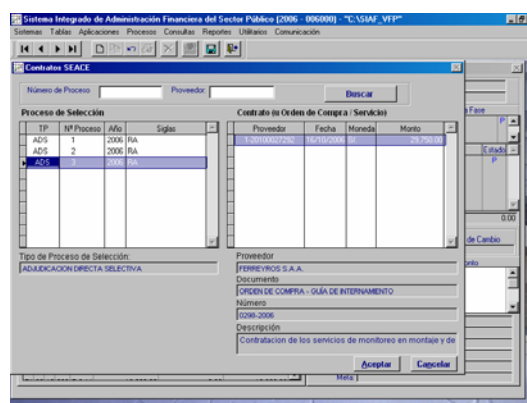 Sistema Integrado de Administración Financiera del Sector Público (2006 - 006000) - "C:\SIAF_VFP"
Sistemas Tablas Aplicaciones Procesos Consultas Reportes Utilitarios Comunicación
Contratos SEACE
Número de Proceso Proveedor: Buscar
Proceso de Selección Contrato (u Orden de Compra / Servicio)
TP Nº Proceso Año Siglas Proveedor Fecha Moneda Monto
ADS 1 2006 RA 1-20100027292 16/10/2006 S/ 29,750.00
ADS 2 2006 RA
ADS 3 2006 RA
a Fase
P
Estado
P
0.00
de Cambio
onto
Tipo de Proceso de Selección:
ADJUDICACION DIRECTA SELECTIVA
Proveedor
FERREYROS S.A.A.
Documento
ORDEN DE COMPRA - GUÍA DE INTERNAMIENTO
Número
0298-2006
Descripción
Contratacion de los servicios de monitoreo en montaje y de
Aceptar Cancelar
Meta